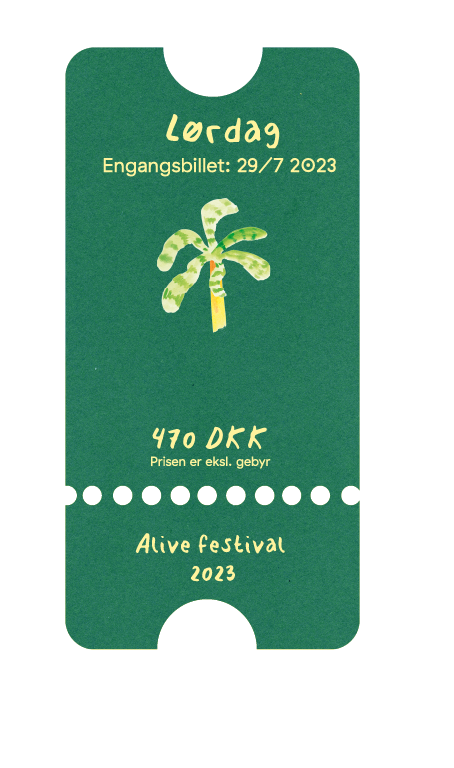 Lørdag
Engangsbillet: 29/7 2023
470 DKK
Prisen er eksl. gebyr
Alive festival
2023